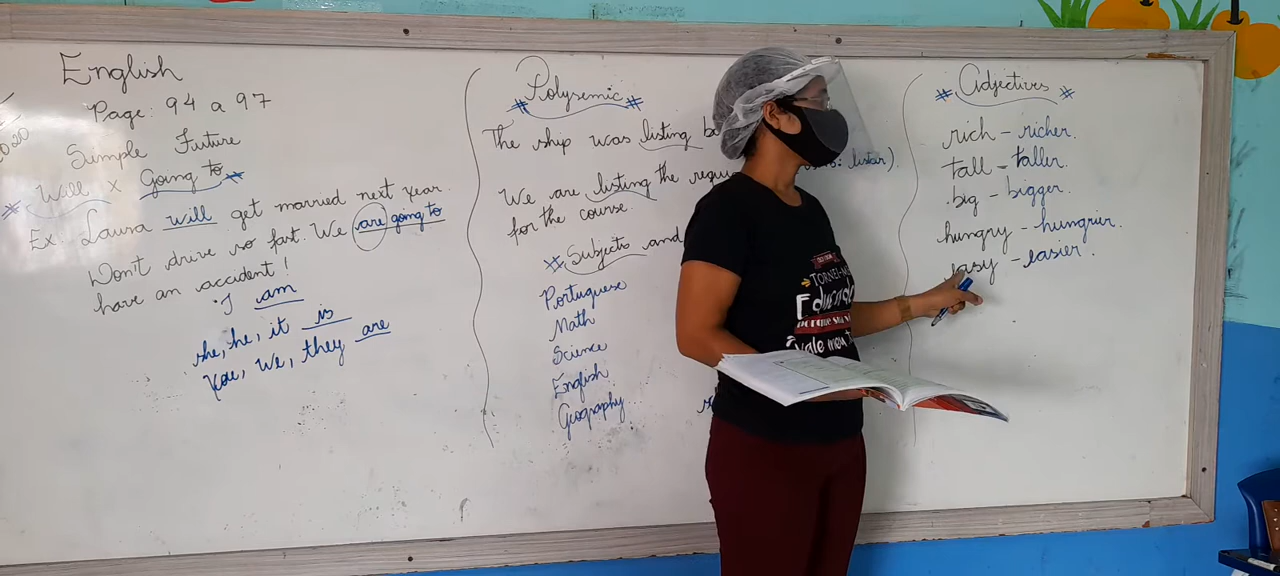 2020
English
Page: 94 a 97
Simple Future
# Will x Going to #
Ex: Laura will get married next year.
Don't drive so fast. We are going to
have an accident!
I am
she, he, it is
You, we, they are
# Polysemic #
The ship was listing
listar).
We are listing the
for the course.
# Subjects and
Portuguese
Math
Science
English
Geography
# Adjectives #
rich - richer.
tall - taller.
big - bigger.
hungry - hungrier.
easy - easier.
TORNEI-M